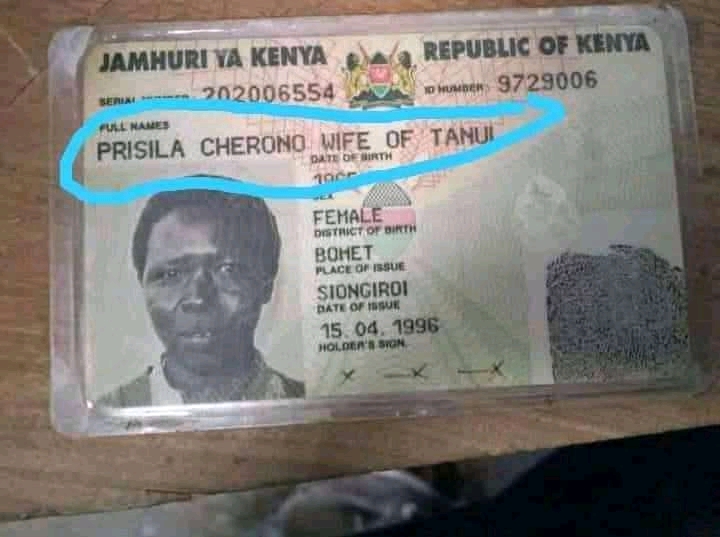 JAMHURI YA KENYA REPUBLIC OF KENYA
SERIAL 202006554 ID NUMBER: 9729006
FULL NAMES
PRISILA CHERONO WIFE OF TANUI
DATE OF BIRTH
SEX
FEMALE
DISTRICT OF BIRTH
BOMET
PLACE OF ISSUE
SIONGIROI
DATE OF ISSUE
15. 04. 1996
HOLDER'S SIGN.